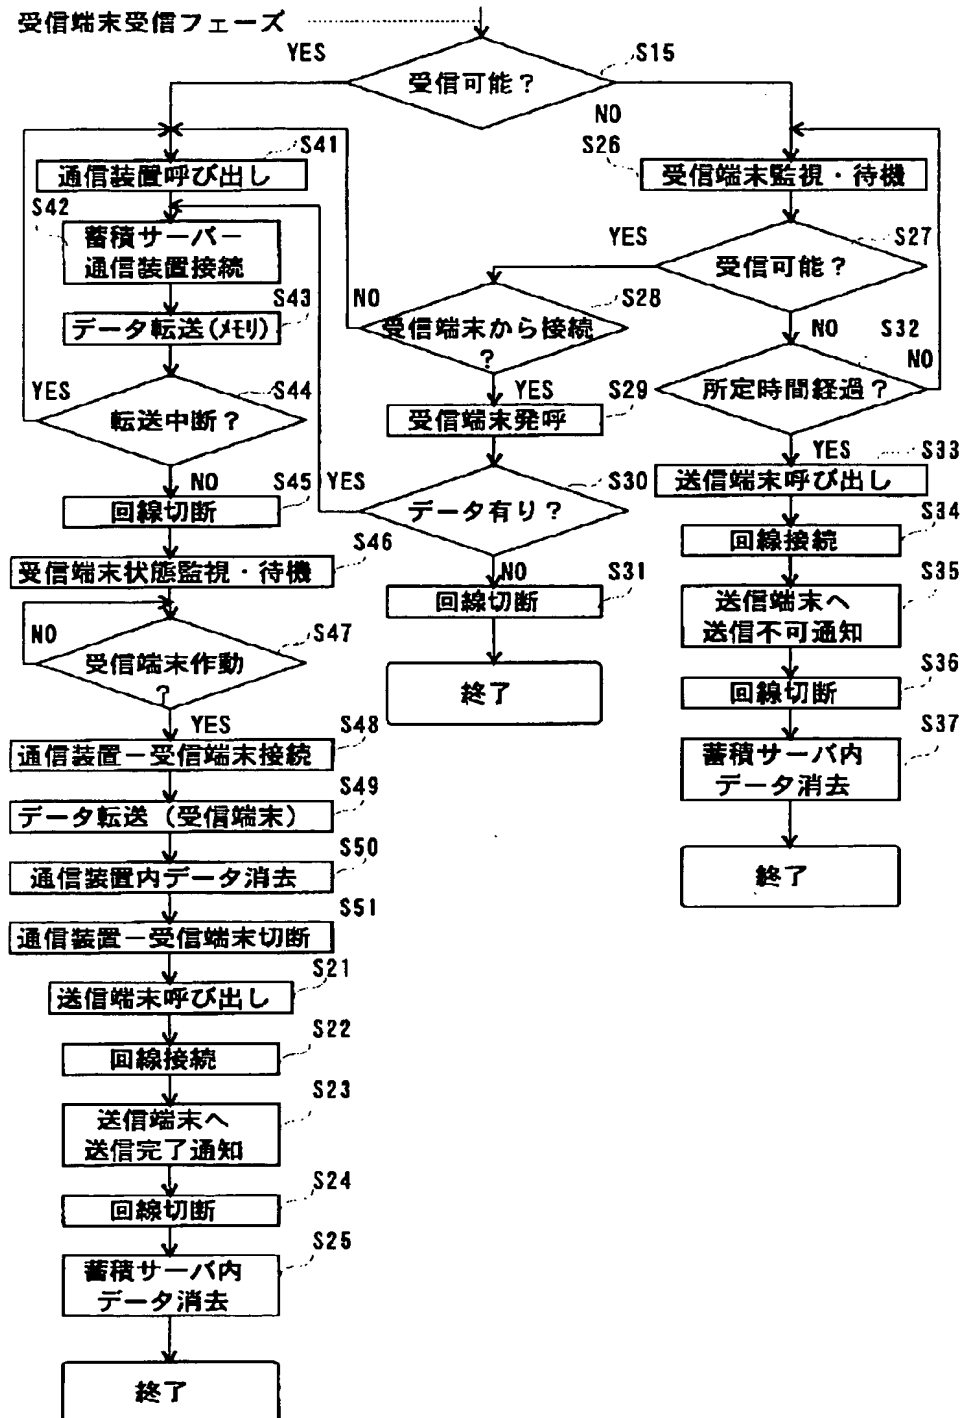 受信端末受信フェーズ
YES
受信可能？
S15
NO
S41
通信装置呼び出し
S26
受信端末監視・待機
S42
蓄積サーバー
通信装置接続
YES
受信可能？
S27
S43
データ転送(ﾒﾓﾘ)
NO
受信端末から接続
？
S28
NO
S32
NO
YES
S44
転送中断？
YES
S29
受信端末発呼
所定時間経過？
NO
S45
回線切断
YES
データ有り？
S30
YES
S33
送信端末呼び出し
S34
回線接続
S46
受信端末状態監視・待機
NO
S31
回線切断
S35
送信端末へ
送信不可通知
NO
S47
受信端末作動
？
終了
S36
回線切断
YES
S48
通信装置－受信端末接続
S37
蓄積サーバ内
データ消去
S49
データ転送（受信端末）
S50
通信装置内データ消去
終了
S51
通信装置－受信端末切断
S21
送信端末呼び出し
S22
回線接続
S23
送信端末へ
送信完了通知
S24
回線切断
S25
蓄積サーバ内
データ消去
終了